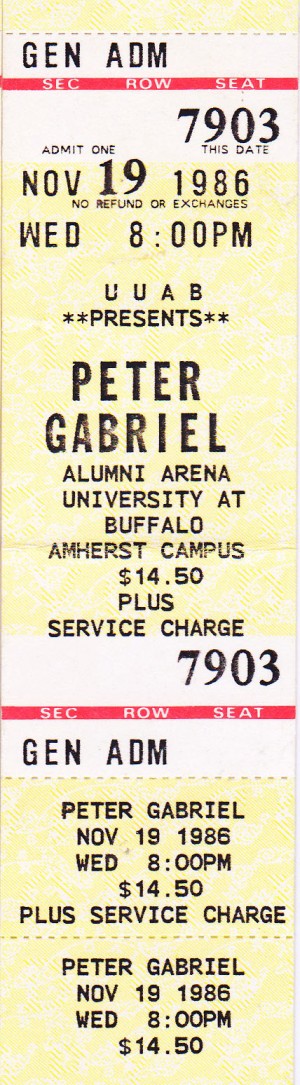 GEN ADM
SEC ROW SEAT
7903
ADMIT ONE THIS DATE
NOV 19 1986
NO REFUND OR EXCHANGES
WED 8:00PM
U U A B
**PRESENTS**
PETER
GABRIEL
ALUMNI ARENA
UNIVERSITY AT
BUFFALO
AMHERST CAMPUS
$14.50
PLUS
SERVICE CHARGE
7903
SEC ROW SEAT
GEN ADM
PETER GABRIEL
NOV 19 1986
WED 8:00PM
$14.50
PLUS SERVICE CHARGE
PETER GABRIEL
NOV 19 1986
WED 8:00PM
$14.50